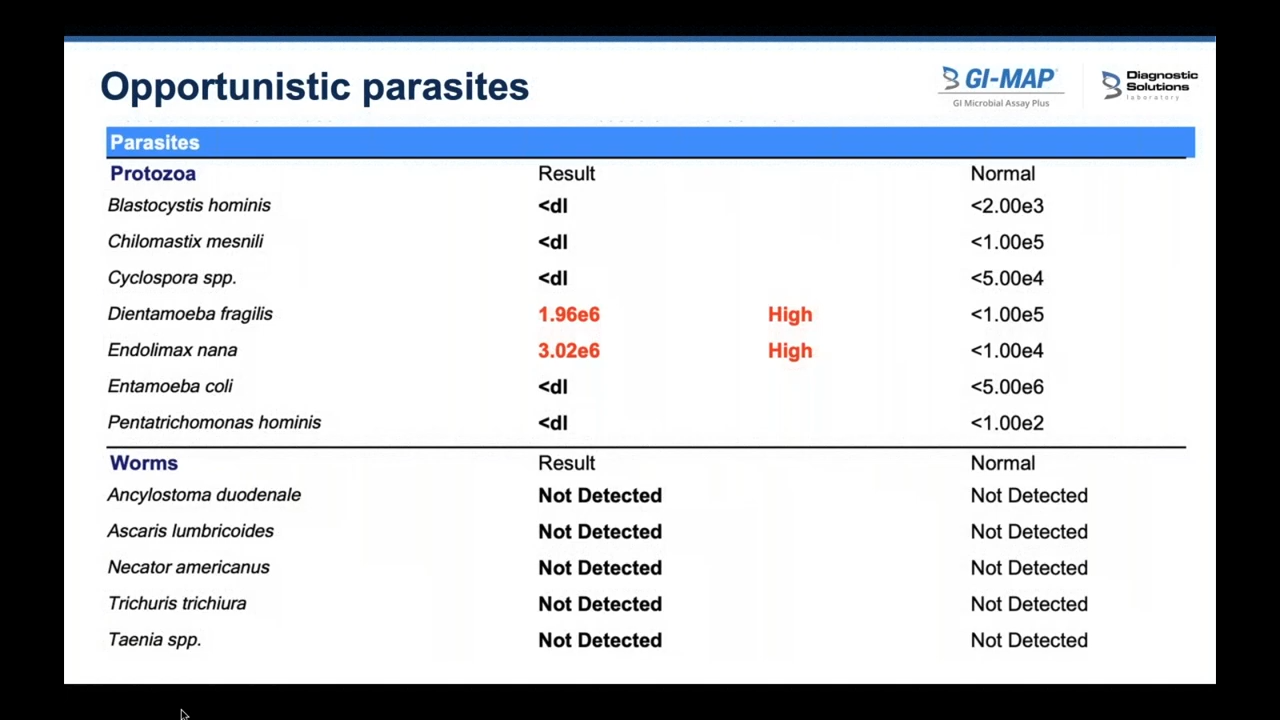 Opportunistic parasites
GI-MAP®
GI Microbial Assay Plus
Diagnostic
Solutions
laboratory
Parasites
Protozoa Result Normal
Blastocystis hominis <dl <2.00e3
Chilomastix mesnili <dl <1.00e5
Cyclospora spp. <dl <5.00e4
Dientamoeba fragilis 1.96e6 High <1.00e5
Endolimax nana 3.02e6 High <1.00e4
Entamoeba coli <dl <5.00e6
Pentatrichomonas hominis <dl <1.00e2
Worms Result Normal
Ancylostoma duodenale Not Detected Not Detected
Ascaris lumbricoides Not Detected Not Detected
Necator americanus Not Detected Not Detected
Trichuris trichiura Not Detected Not Detected
Taenia spp. Not Detected Not Detected